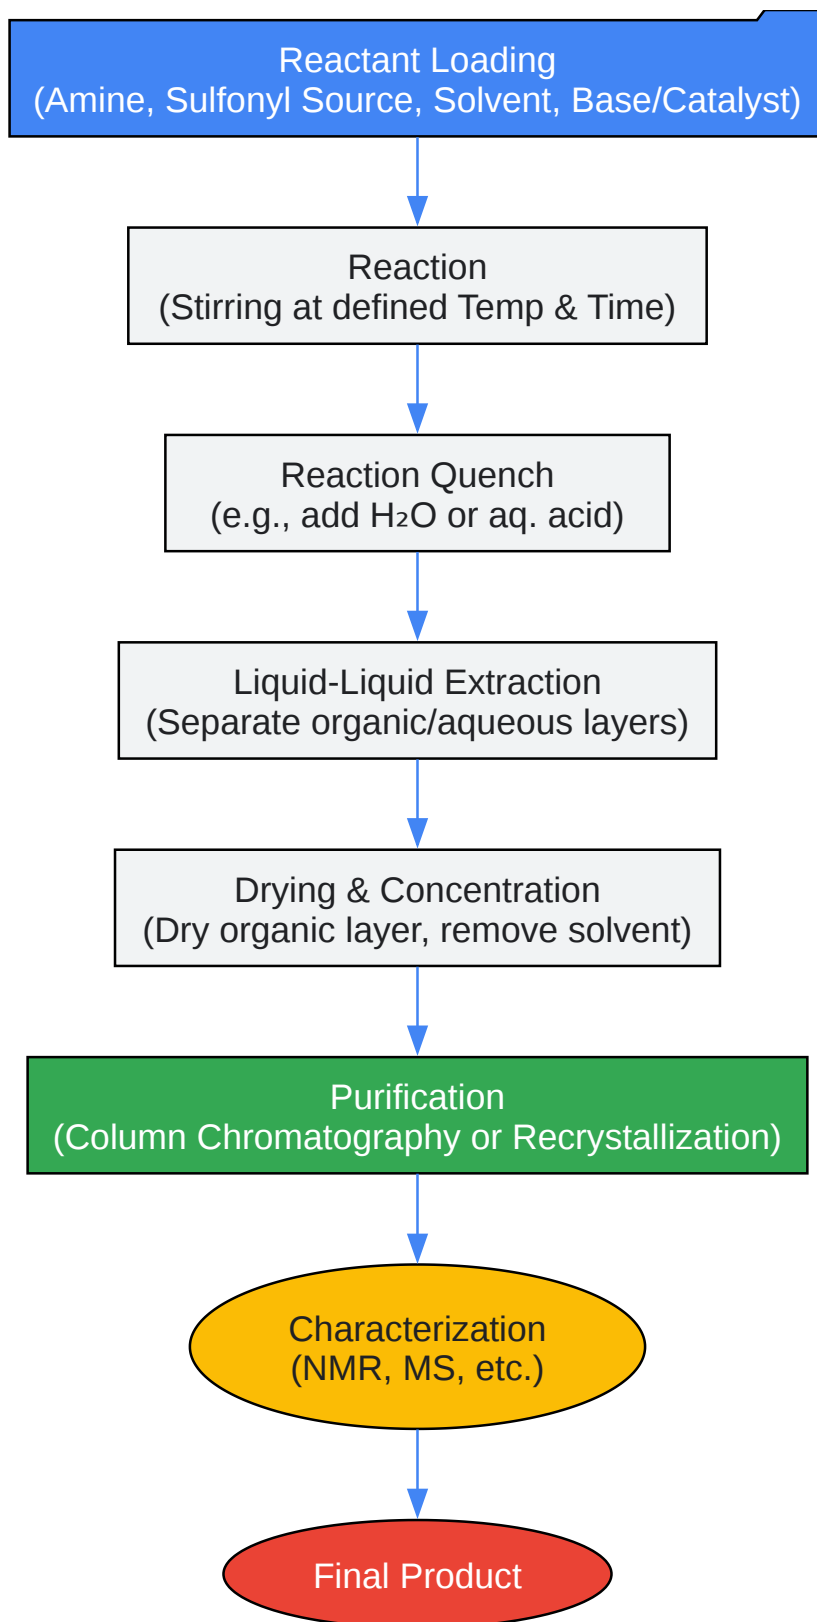 Reactant Loading
(Amine, Sulfonyl Source, Solvent, Base/Catalyst)
Reaction
(Stirring at defined Temp & Time)
Reaction Quench
(e.g., add H₂O or aq. acid)
Liquid-Liquid Extraction
(Separate organic/aqueous layers)
Drying & Concentration
(Dry organic layer, remove solvent)
Purification
(Column Chromatography or Recrystallization)
Characterization
(NMR, MS, etc.)
Final Product